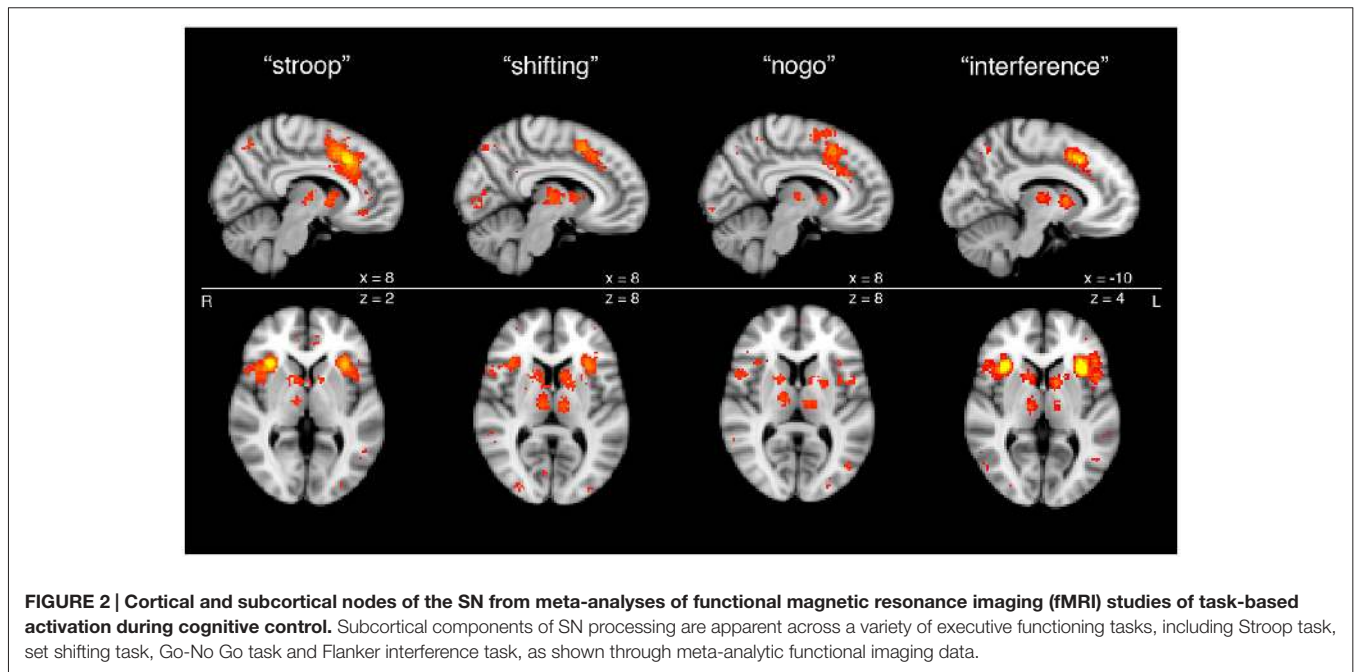 "stroop" "shifting" "nogo" "interference"
x = 8 x = 8 x = 8 x = -10
R z = 2 z = 8 z = 8 z = 4 L
FIGURE 2 | Cortical and subcortical nodes of the SN from meta-analyses of functional magnetic resonance imaging (fMRI) studies of task-based
activation during cognitive control. Subcortical components of SN processing are apparent across a variety of executive functioning tasks, including Stroop task,
set shifting task, Go-No Go task and Flanker interference task, as shown through meta-analytic functional imaging data.